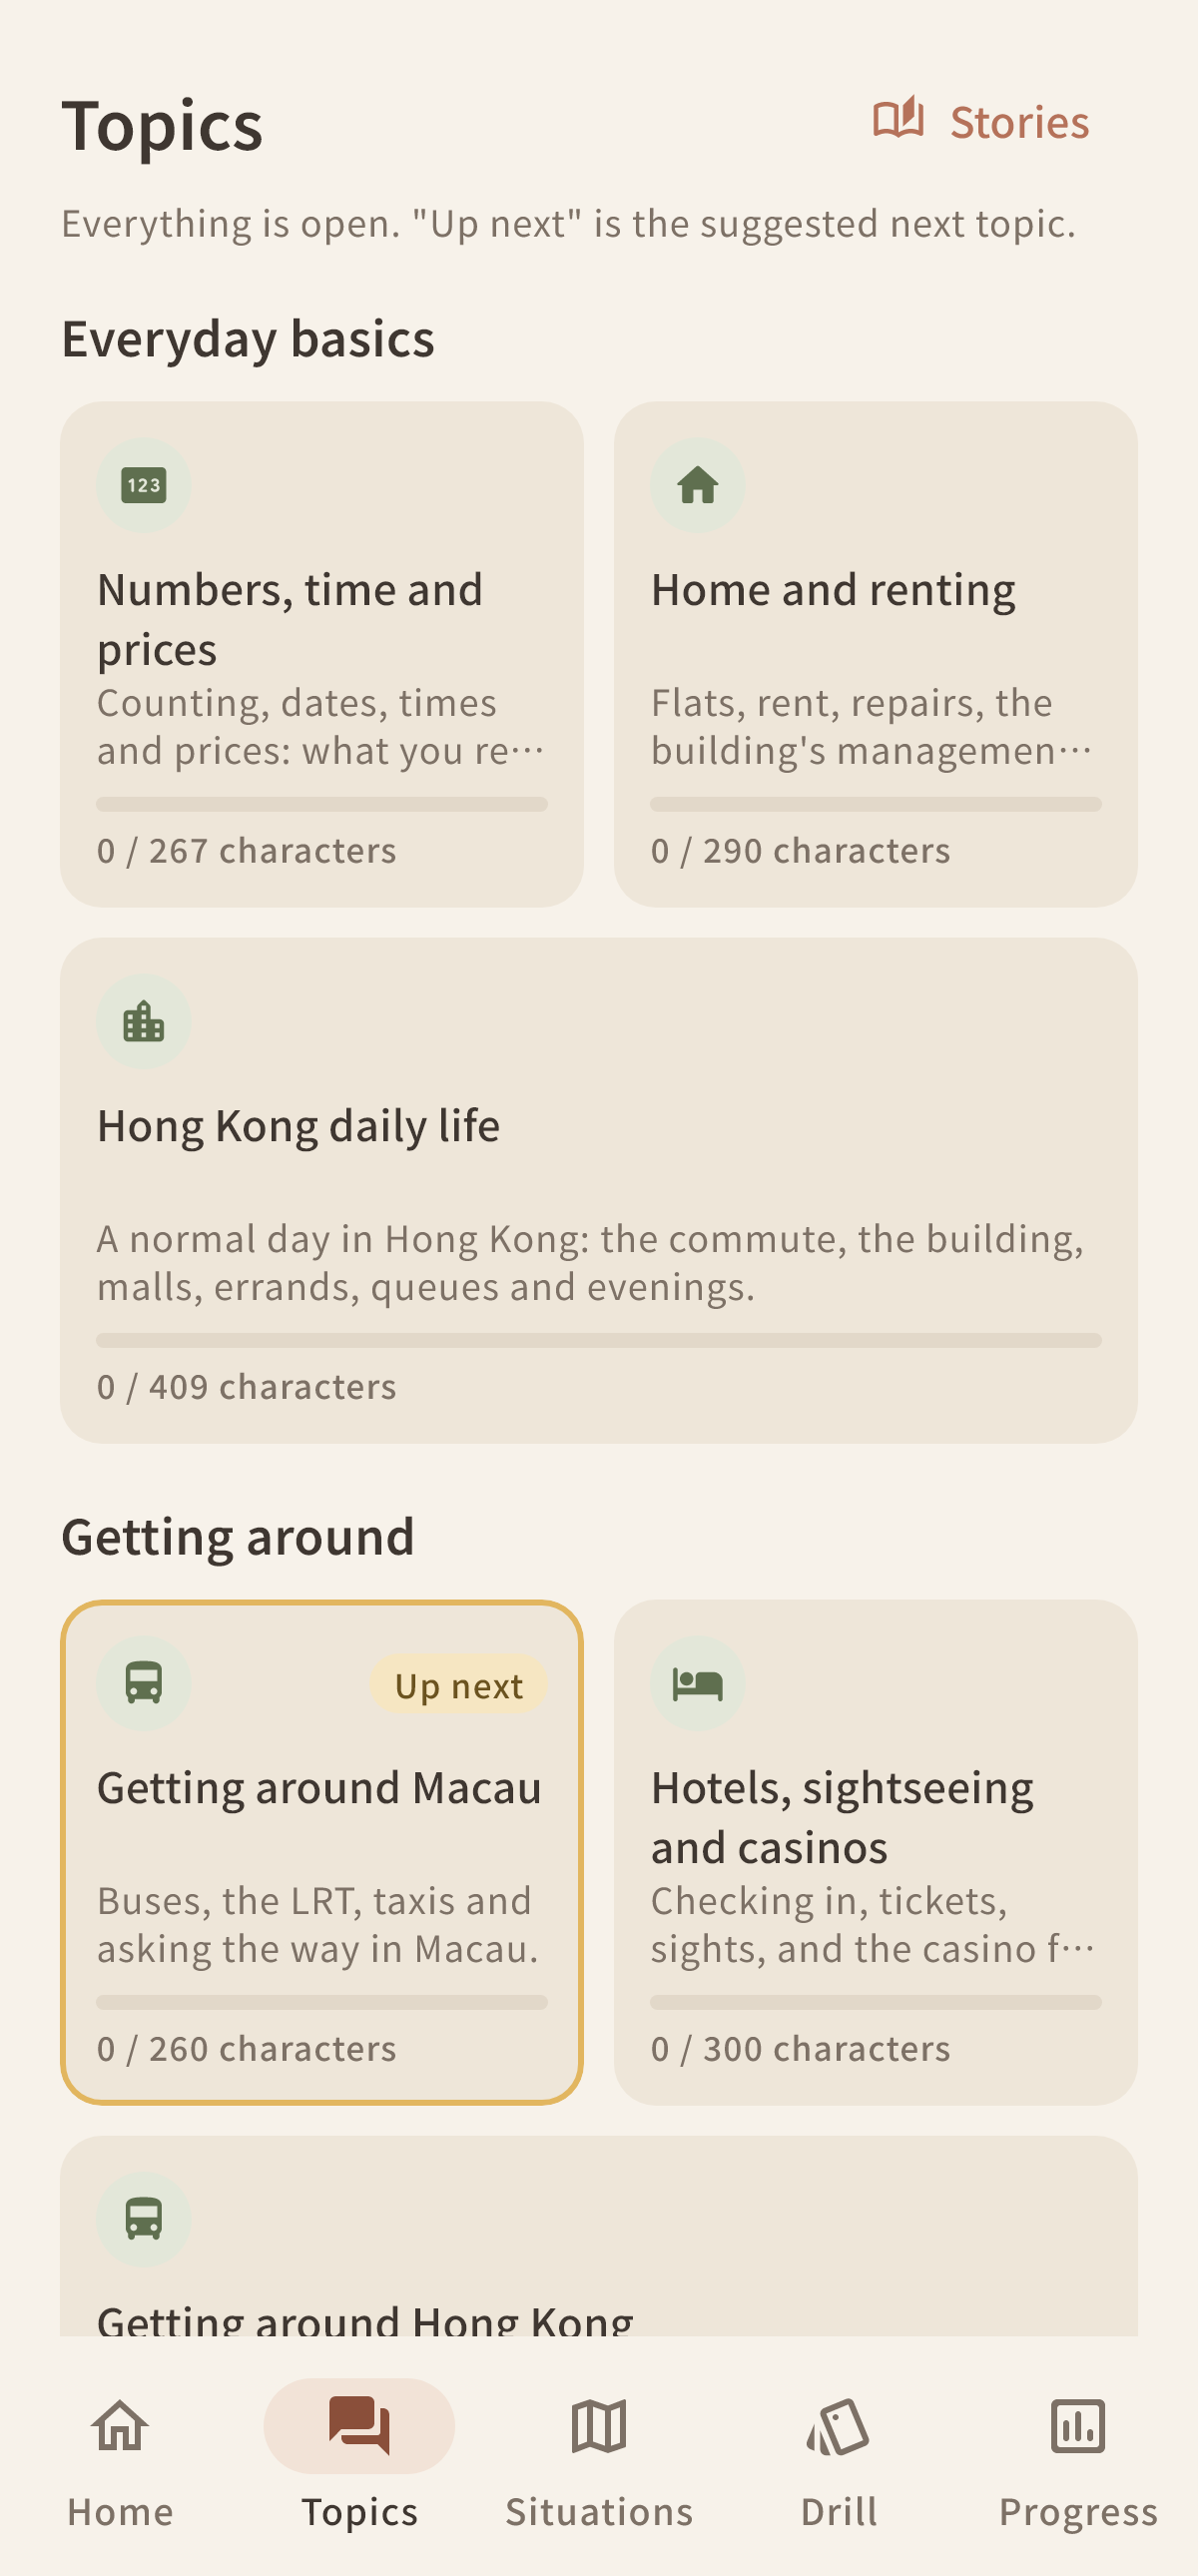 Topics
Stories
Everything is open. "Up next" is the suggested next topic.
Everyday basics
123
Numbers, time and
prices
Counting, dates, times
and prices: what you re…
0 / 267 characters
Home and renting
Flats, rent, repairs, the
building's managemen…
0 / 290 characters
Hong Kong daily life
A normal day in Hong Kong: the commute, the building,
malls, errands, queues and evenings.
0 / 409 characters
Getting around
Up next
Getting around Macau
Buses, the LRT, taxis and
asking the way in Macau.
0 / 260 characters
Hotels, sightseeing
and casinos
Checking in, tickets,
sights, and the casino f…
0 / 300 characters
Getting around Hong Kong
Home
Topics
Situations
Drill
Progress